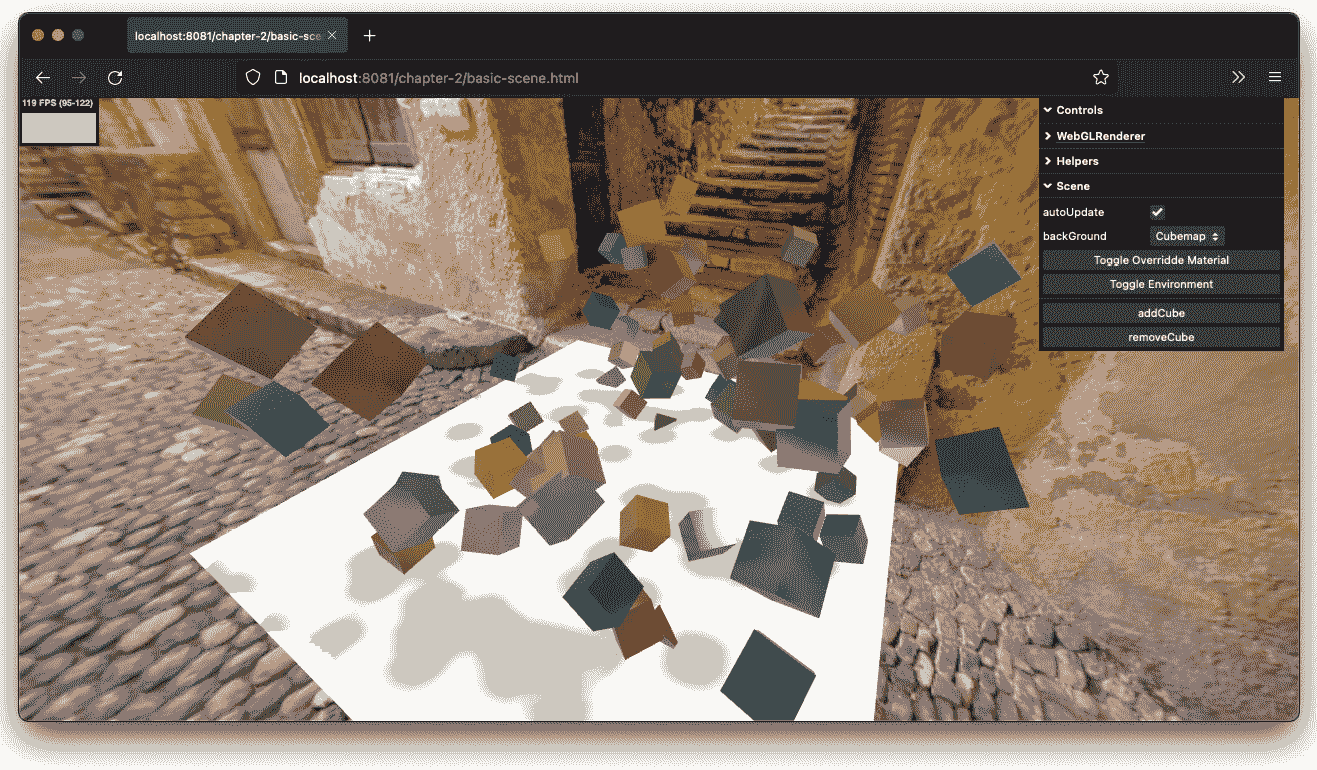 localhost:8081/chapter-2/basic-sce
localhost:8081/chapter-2/basic-scene.html
119 FPS (95-122)
Controls
WebGLRenderer
Helpers
Scene
autoUpdate
backGround Cubemap
Toggle Overridde Material
Toggle Environment
addCube
removeCube